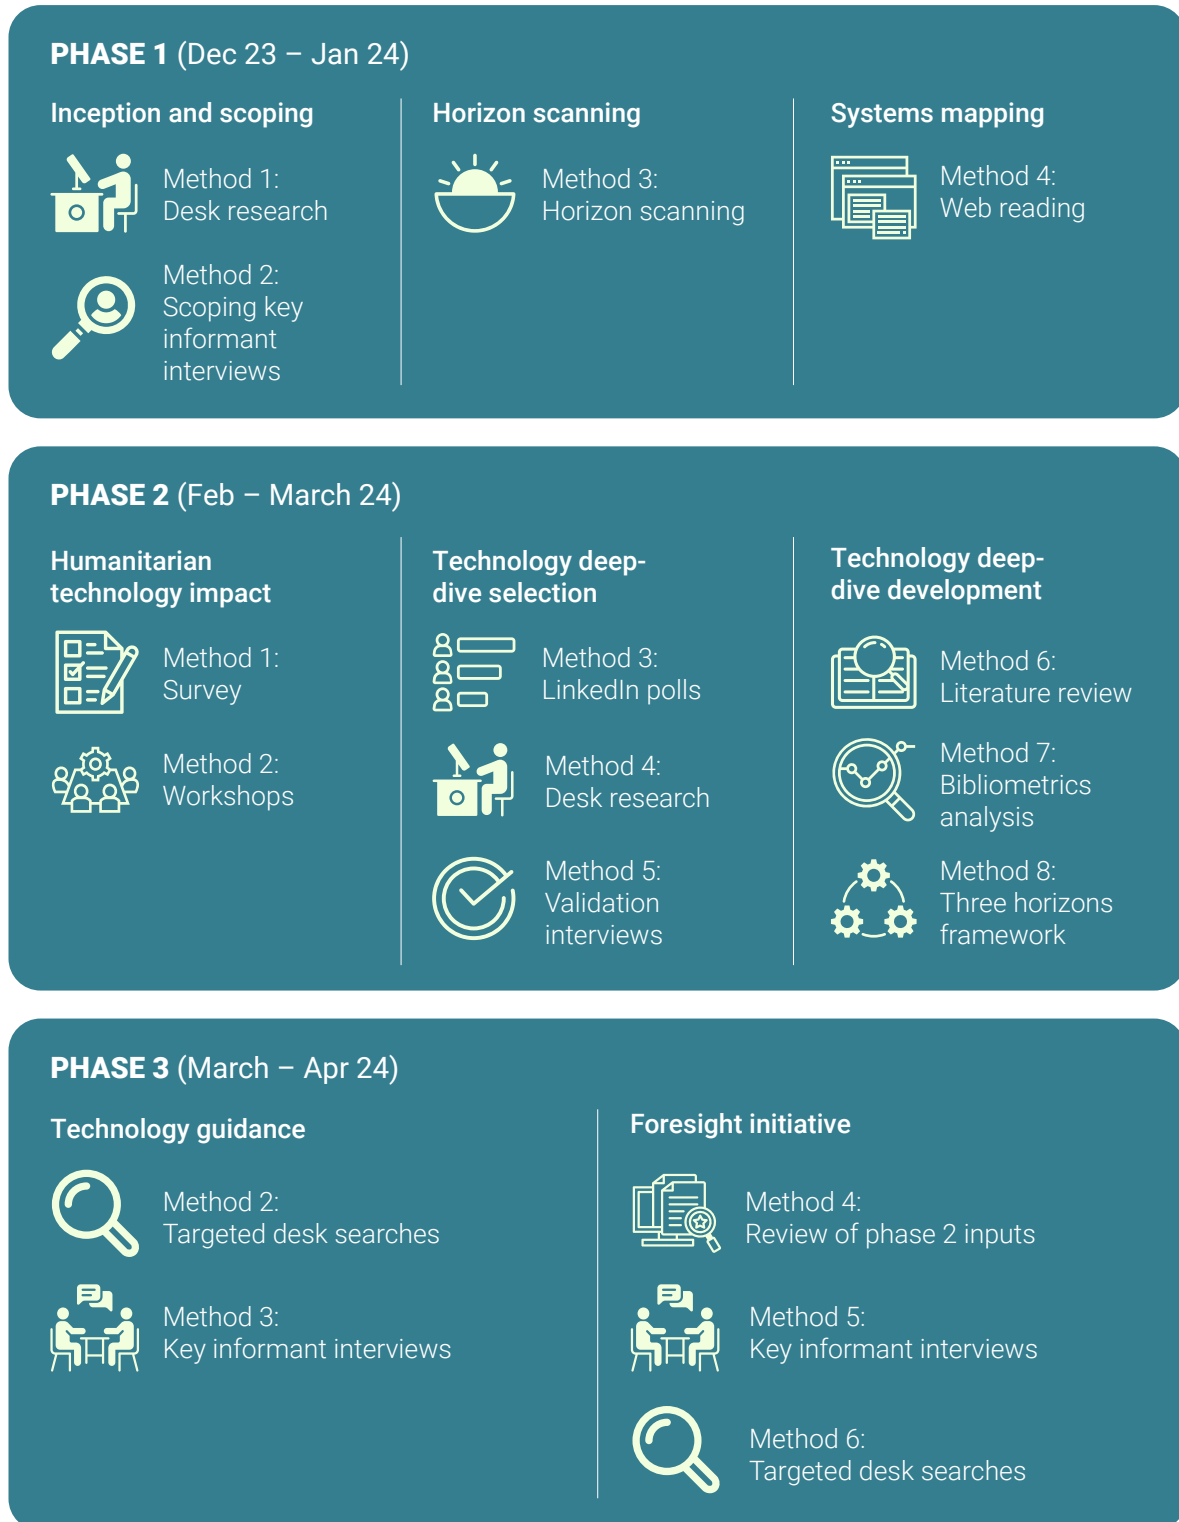 PHASE 1 (Dec 23 – Jan 24)
Inception and scoping
Method 1:
Desk research
Method 2:
Scoping key
informant
interviews
Horizon scanning
Method 3:
Horizon scanning
Systems mapping
Method 4:
Web reading
PHASE 2 (Feb – March 24)
Humanitarian
technology impact
Method 1:
Survey
Method 2:
Workshops
Technology deep-
dive selection
Method 3:
LinkedIn polls
Method 4:
Desk research
Method 5:
Validation
interviews
Technology deep-
dive development
Method 6:
Literature review
Method 7:
Bibliometrics
analysis
Method 8:
Three horizons
framework
PHASE 3 (March – Apr 24)
Technology guidance
Method 2:
Targeted desk searches
Method 3:
Key informant interviews
Foresight initiative
Method 4:
Review of phase 2 inputs
Method 5:
Key informant interviews
Method 6:
Targeted desk searches